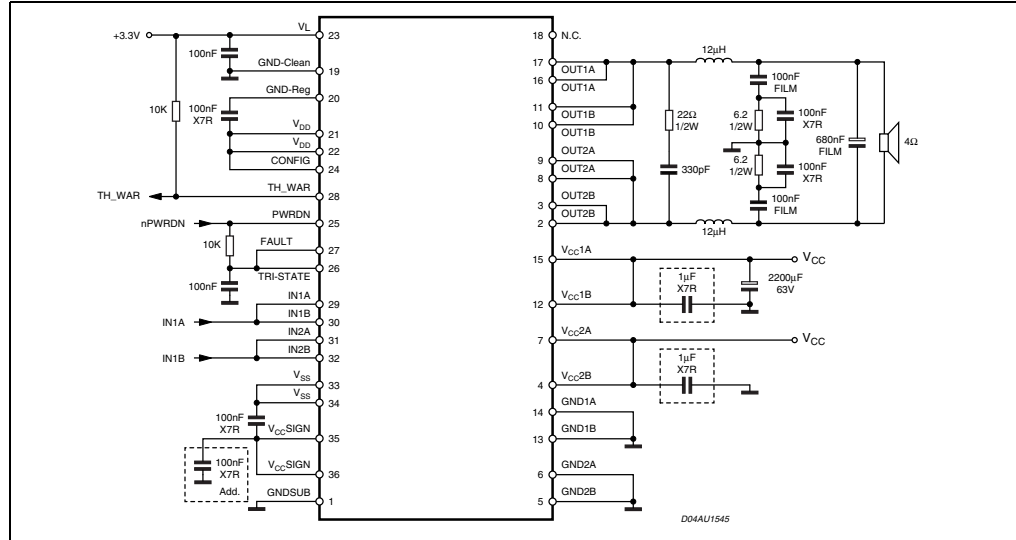 +3.3V
VL
23
100nF
GND-Clean
19
GND-Reg
20
10K
100nF
X7R
VDD
21
VDD
22
CONFIG
24
TH_WAR
TH_WAR
28
nPWRDN
PWRDN
25
10K
FAULT
27
TRI-STATE
26
100nF
IN1A
29
IN1A
IN1B
30
IN2A
31
IN1B
IN2B
32
VSS
33
VSS
34
100nF
X7R
VCCSIGN
35
100nF
X7R
Add.
VCCSIGN
36
GNDSUB
1
18
N.C.
17
OUT1A
16
OUT1A
11
OUT1B
10
OUT1B
OUT2A
9
OUT2A
8
OUT2B
3
OUT2B
2
12µH
22Ω
1/2W
330pF
100nF
FILM
6.2
1/2W
100nF
X7R
6.2
1/2W
100nF
X7R
100nF
FILM
680nF
FILM
4Ω
12µH
15
VCC1A
VCC
1µF
X7R
2200µF
63V
12
VCC1B
7
VCC2A
VCC
1µF
X7R
4
VCC2B
14
GND1A
13
GND1B
6
GND2A
5
GND2B
D04AU1545